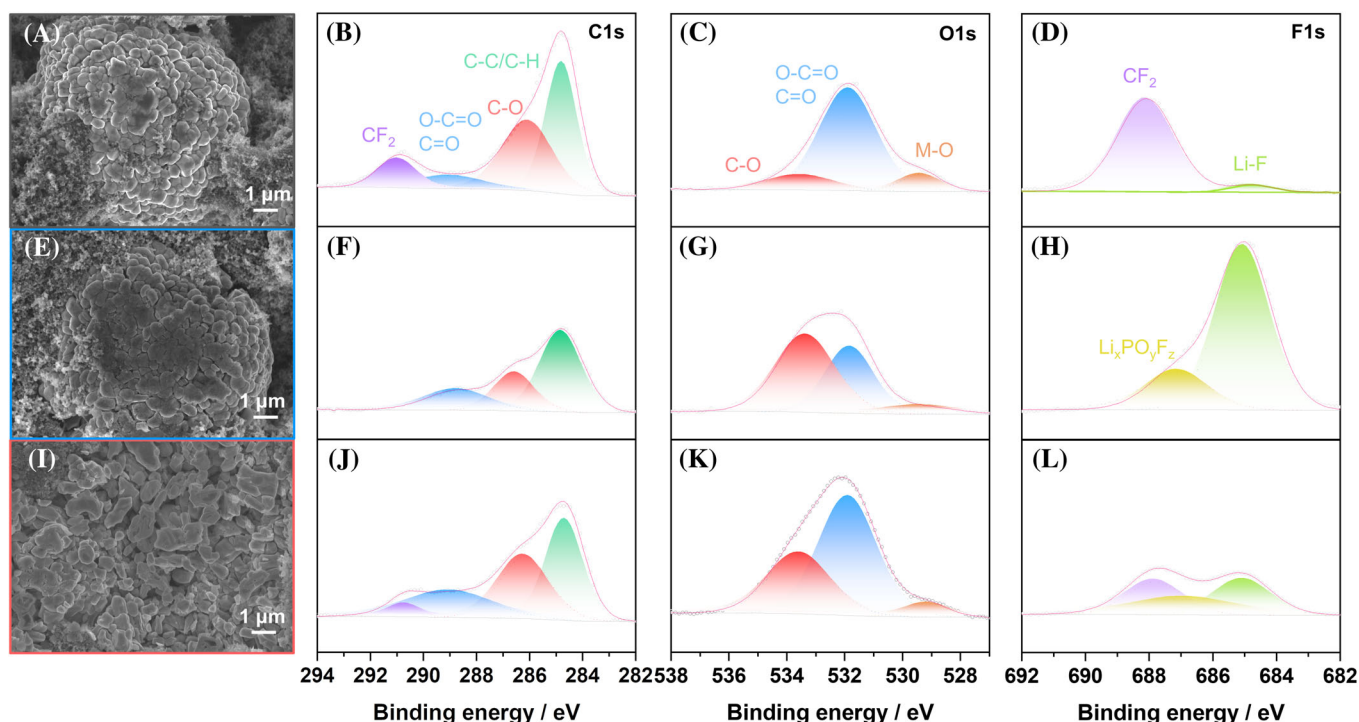 (A)
1 μm
(B)
C1s
C-C/C-H
C-O
O-C=O
C=O
CF₂
(C)
O1s
O-C=O
C=O
C-O
M-O
(D)
F1s
CF₂
Li-F
(E)
1 μm
(F)
(G)
(H)
LiₓPOᵧF_z
(I)
1 μm
(J)
(K)
(L)
294 292 290 288 286 284 282
538 536 534 532 530 528
692 690 688 686 684 682
Binding energy / eV
Binding energy / eV
Binding energy / eV